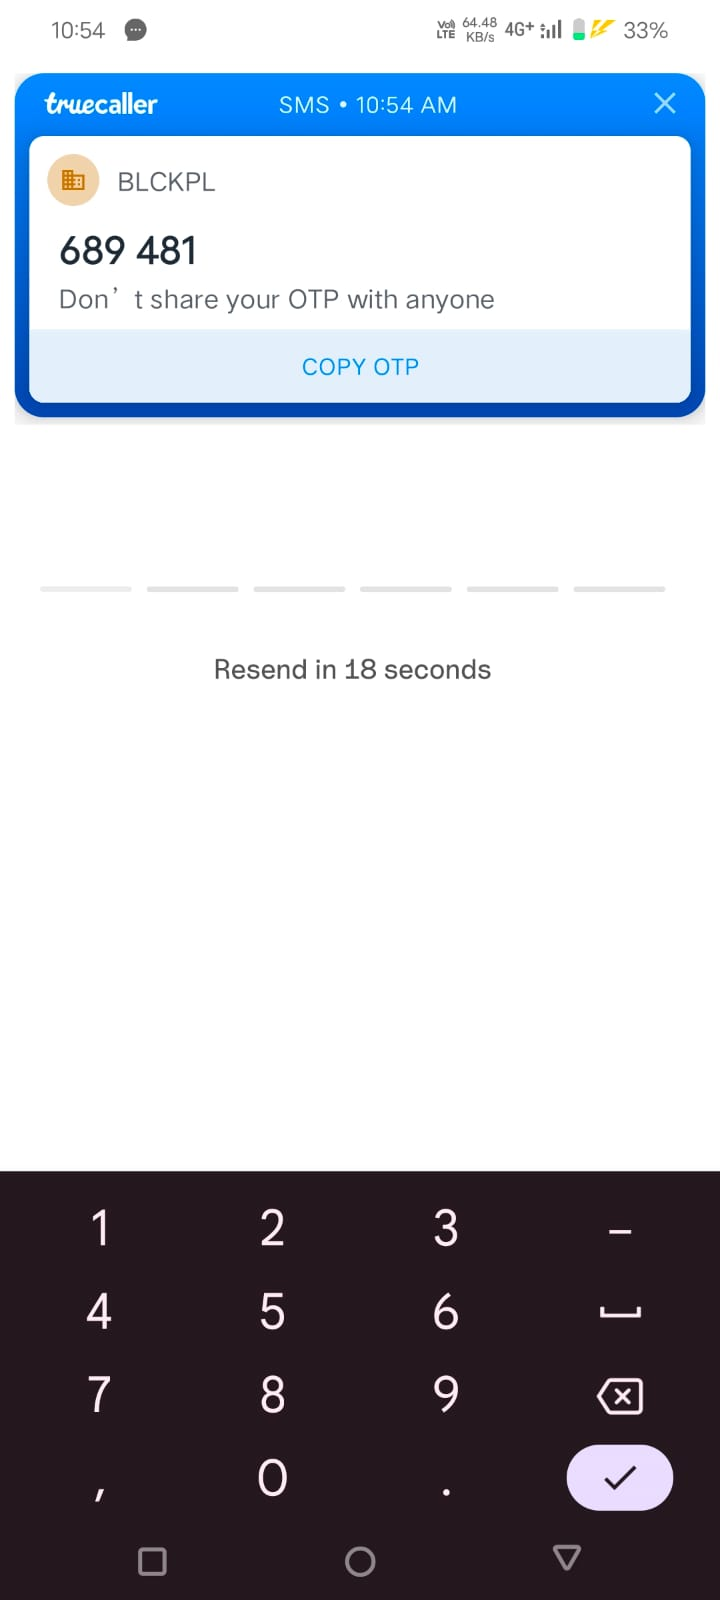 10:54 VoD LTE 64.48 KB/s 4G+ 33%
truecaller SMS • 10:54 AM
BLCKPL
689 481
Don’t share your OTP with anyone
COPY OTP
Resend in 18 seconds
1 2 3 –
4 5 6
7 8 9
, 0 .